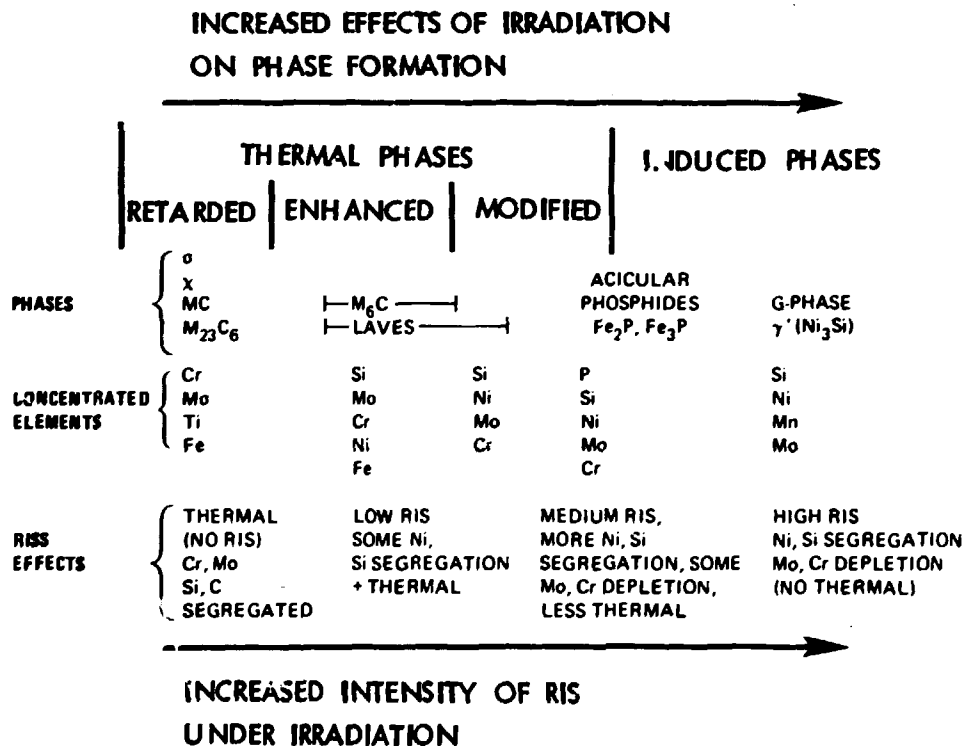 INCREASED EFFECTS OF IRRADIATION
ON PHASE FORMATION
THERMAL PHASES
I.NDUCED PHASES
RETARDED
ENHANCED
MODIFIED
PHASES
σ
χ
MC
M23C6
M6C
LAVES
ACICULAR
PHOSPHIDES
Fe2P, Fe3P
G-PHASE
γ' (Ni3Si)
CONCENTRATED
ELEMENTS
Cr
Mo
Ti
Fe
Si
Mo
Cr
Ni
Fe
Si
Ni
Mo
Cr
P
Si
Ni
Mo
Cr
Si
Ni
Mn
Mo
RISS
EFFECTS
THERMAL
(NO RIS)
Cr, Mo
Si, C
SEGREGATED
LOW RIS
SOME Ni,
Si SEGREGATION
+ THERMAL
MEDIUM RIS,
MORE Ni, Si
SEGREGATION, SOME
Mo, Cr DEPLETION,
LESS THERMAL
HIGH RIS
Ni, Si SEGREGATION
Mo, Cr DEPLETION
(NO THERMAL)
INCREASED INTENSITY OF RIS
UNDER IRRADIATION